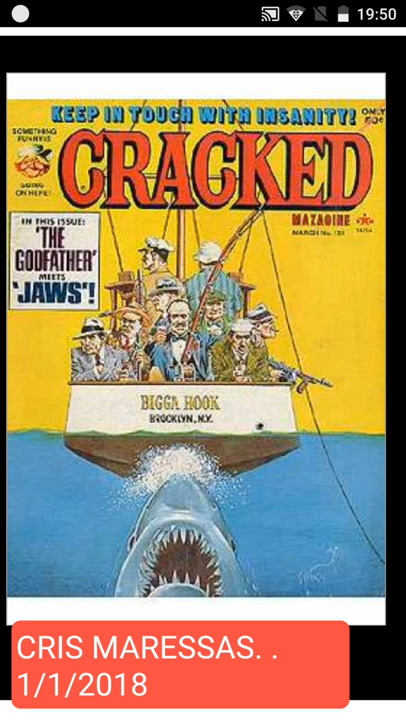 19:50
KEEP IN TOUCH WITH INSANITY!
ONLY
50¢
SOMETHING
FUNNY IS
GOING
ON HERE!
CRACKED
MAZAGINE
MARCH No. 131
IN THIS ISSUE:
'THE
GODFATHER'
MEETS
'JAWS'!
BIGGA HOOK
BROOKLYN, N.Y.
CRIS MARESSAS. .
1/1/2018